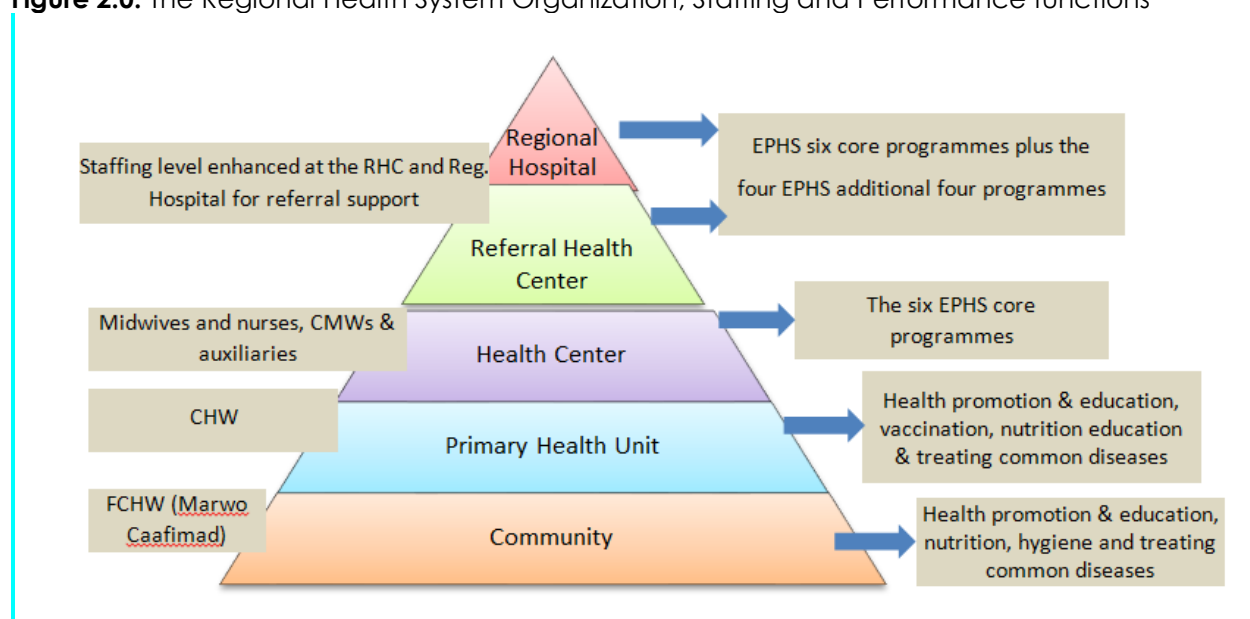 Figure 2.0. The Regional Health System Organization, Staffing and Performance functions
Regional
Hospital
EPHS six core programmes plus the
four EPHS additional four programmes
Staffing level enhanced at the RHC and Reg.
Hospital for referral support
Referral Health
Center
The six EPHS core
programmes
Midwives and nurses, CMWs &
auxiliaries
Health Center
Health promotion & education,
vaccination, nutrition education
& treating common diseases
CHW
Primary Health Unit
FCHW (Marwo
Caafimad)
Community
Health promotion & education,
nutrition, hygiene and treating
common diseases